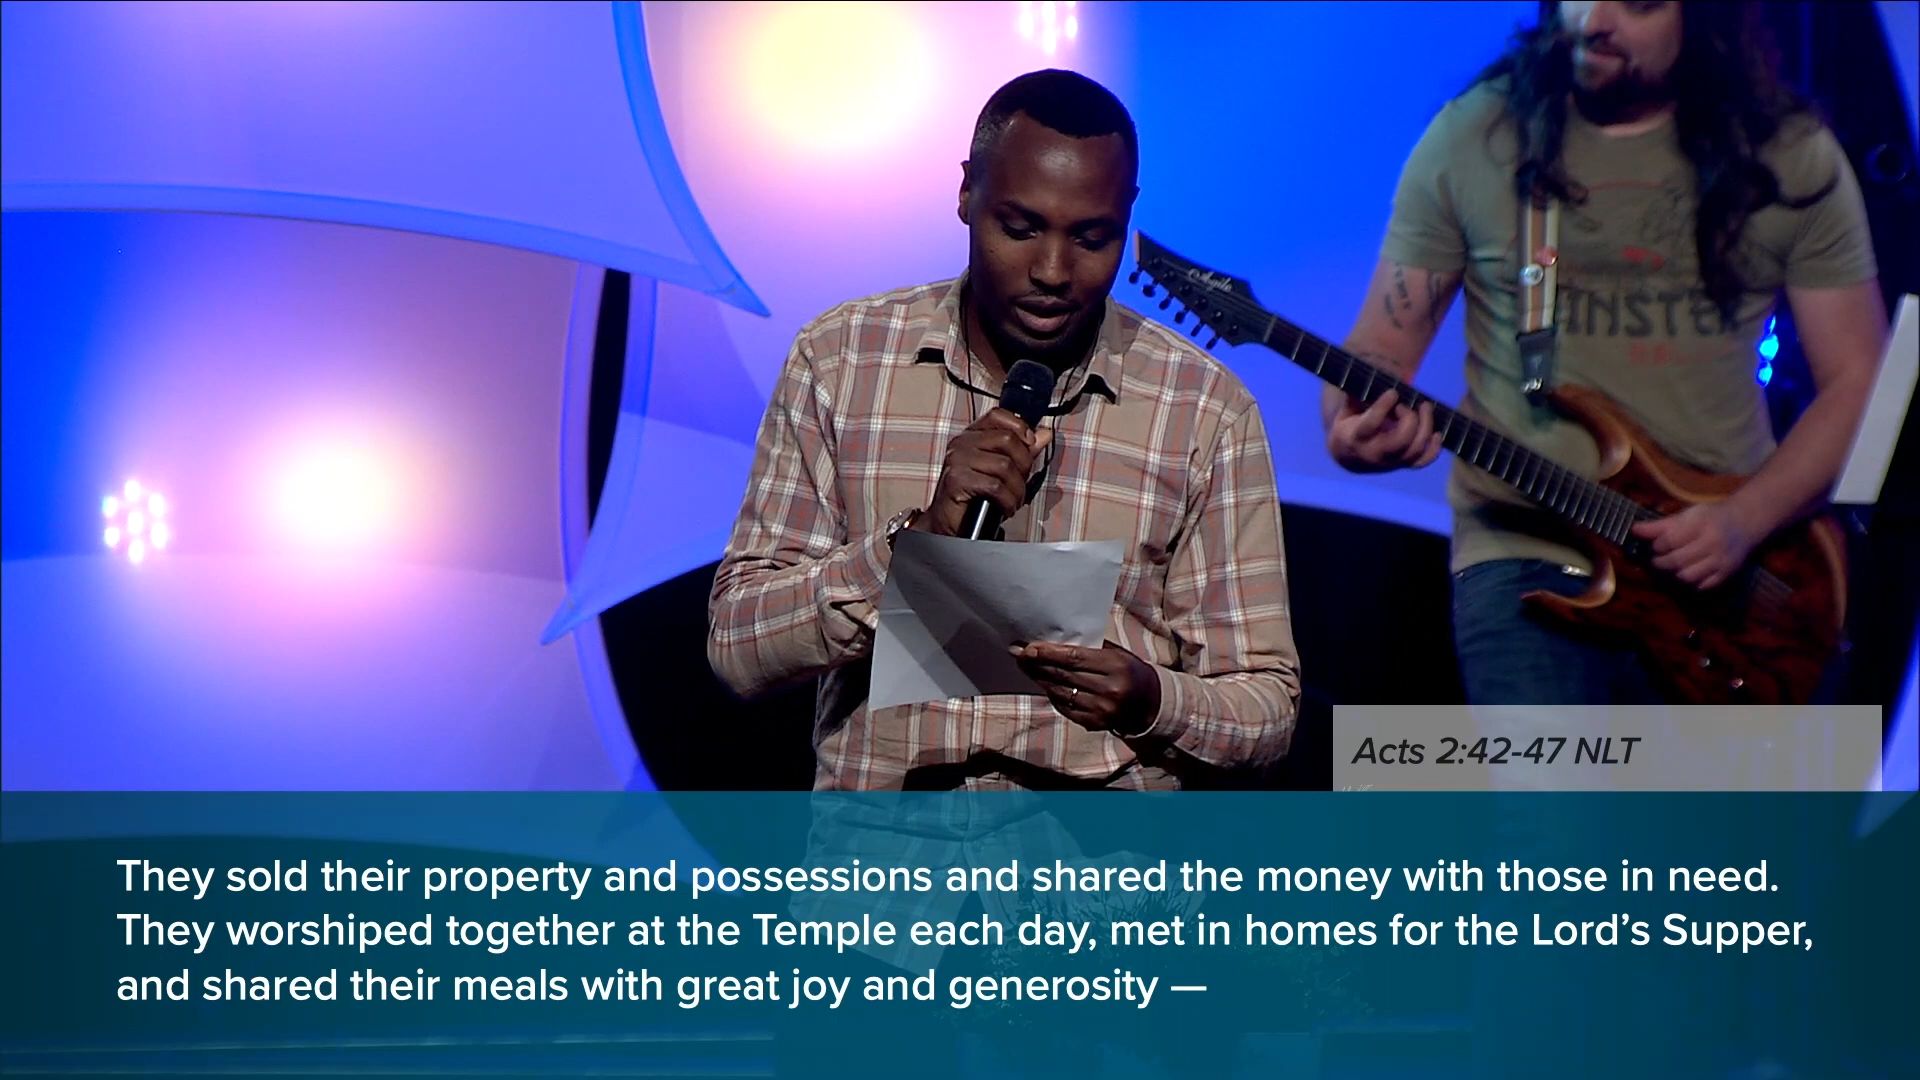 Agile
INSTER
Acts 2:42-47 NLT
They sold their property and possessions and shared the money with those in need.
They worshiped together at the Temple each day, met in homes for the Lord’s Supper,
and shared their meals with great joy and generosity —